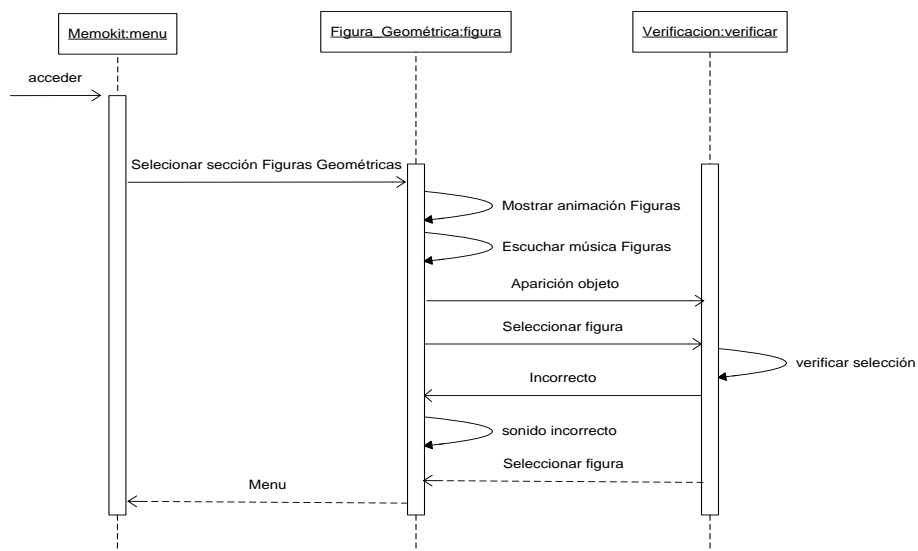 Memokit:menu
Figura_Geométrica:figura
Verificacion:verificar
acceder
Selecionar sección Figuras Geométricas
Mostrar animación Figuras
Escuchar música Figuras
Aparición objeto
Seleccionar figura
verificar selección
Incorrecto
sonido incorrecto
Seleccionar figura
Menu